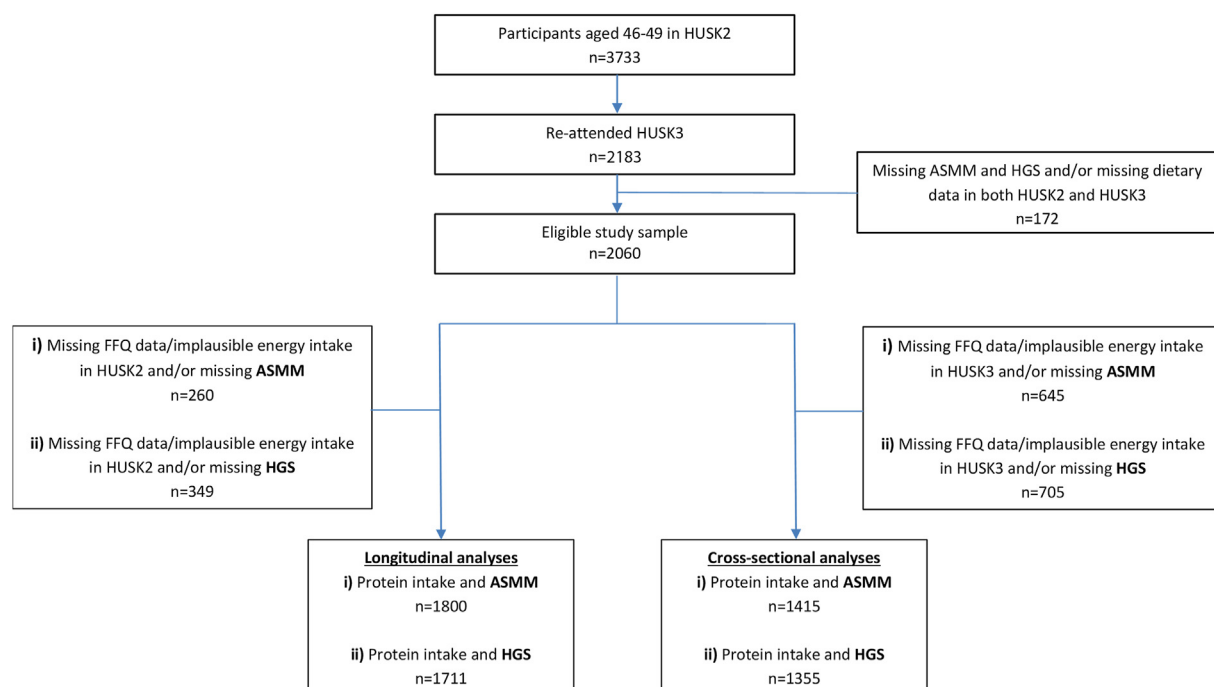 Participants aged 46-49 in HUSK2
n=3733
Re-attended HUSK3
n=2183
Missing ASMM and HGS and/or missing dietary
data in both HUSK2 and HUSK3
n=172
Eligible study sample
n=2060
i) Missing FFQ data/implausible energy intake
in HUSK2 and/or missing ASMM
n=260
ii) Missing FFQ data/implausible energy intake
in HUSK2 and/or missing HGS
n=349
i) Missing FFQ data/implausible energy intake
in HUSK3 and/or missing ASMM
n=645
ii) Missing FFQ data/implausible energy intake
in HUSK3 and/or missing HGS
n=705
Longitudinal analyses
i) Protein intake and ASMM
n=1800
ii) Protein intake and HGS
n=1711
Cross-sectional analyses
i) Protein intake and ASMM
n=1415
ii) Protein intake and HGS
n=1355